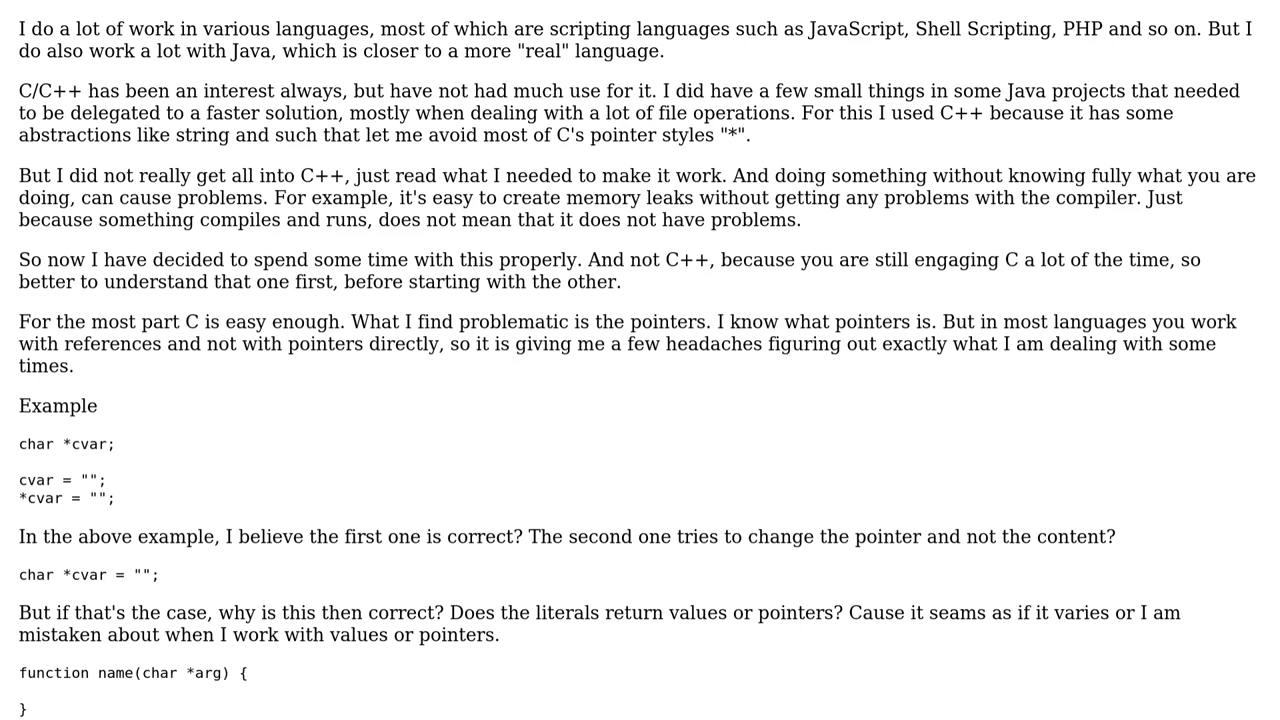 I do a lot of work in various languages, most of which are scripting languages such as JavaScript, Shell Scripting, PHP and so on. But I
do also work a lot with Java, which is closer to a more "real" language.
C/C++ has been an interest always, but have not had much use for it. I did have a few small things in some Java projects that needed
to be delegated to a faster solution, mostly when dealing with a lot of file operations. For this I used C++ because it has some
abstractions like string and such that let me avoid most of C's pointer styles "*".
But I did not really get all into C++, just read what I needed to make it work. And doing something without knowing fully what you are
doing, can cause problems. For example, it's easy to create memory leaks without getting any problems with the compiler. Just
because something compiles and runs, does not mean that it does not have problems.
So now I have decided to spend some time with this properly. And not C++, because you are still engaging C a lot of the time, so
better to understand that one first, before starting with the other.
For the most part C is easy enough. What I find problematic is the pointers. I know what pointers is. But in most languages you work
with references and not with pointers directly, so it is giving me a few headaches figuring out exactly what I am dealing with some
times.
Example
char *cvar;
cvar = "";
*cvar = "";
In the above example, I believe the first one is correct? The second one tries to change the pointer and not the content?
char *cvar = "";
But if that's the case, why is this then correct? Does the literals return values or pointers? Cause it seams as if it varies or I am
mistaken about when I work with values or pointers.
function name(char *arg) {
}